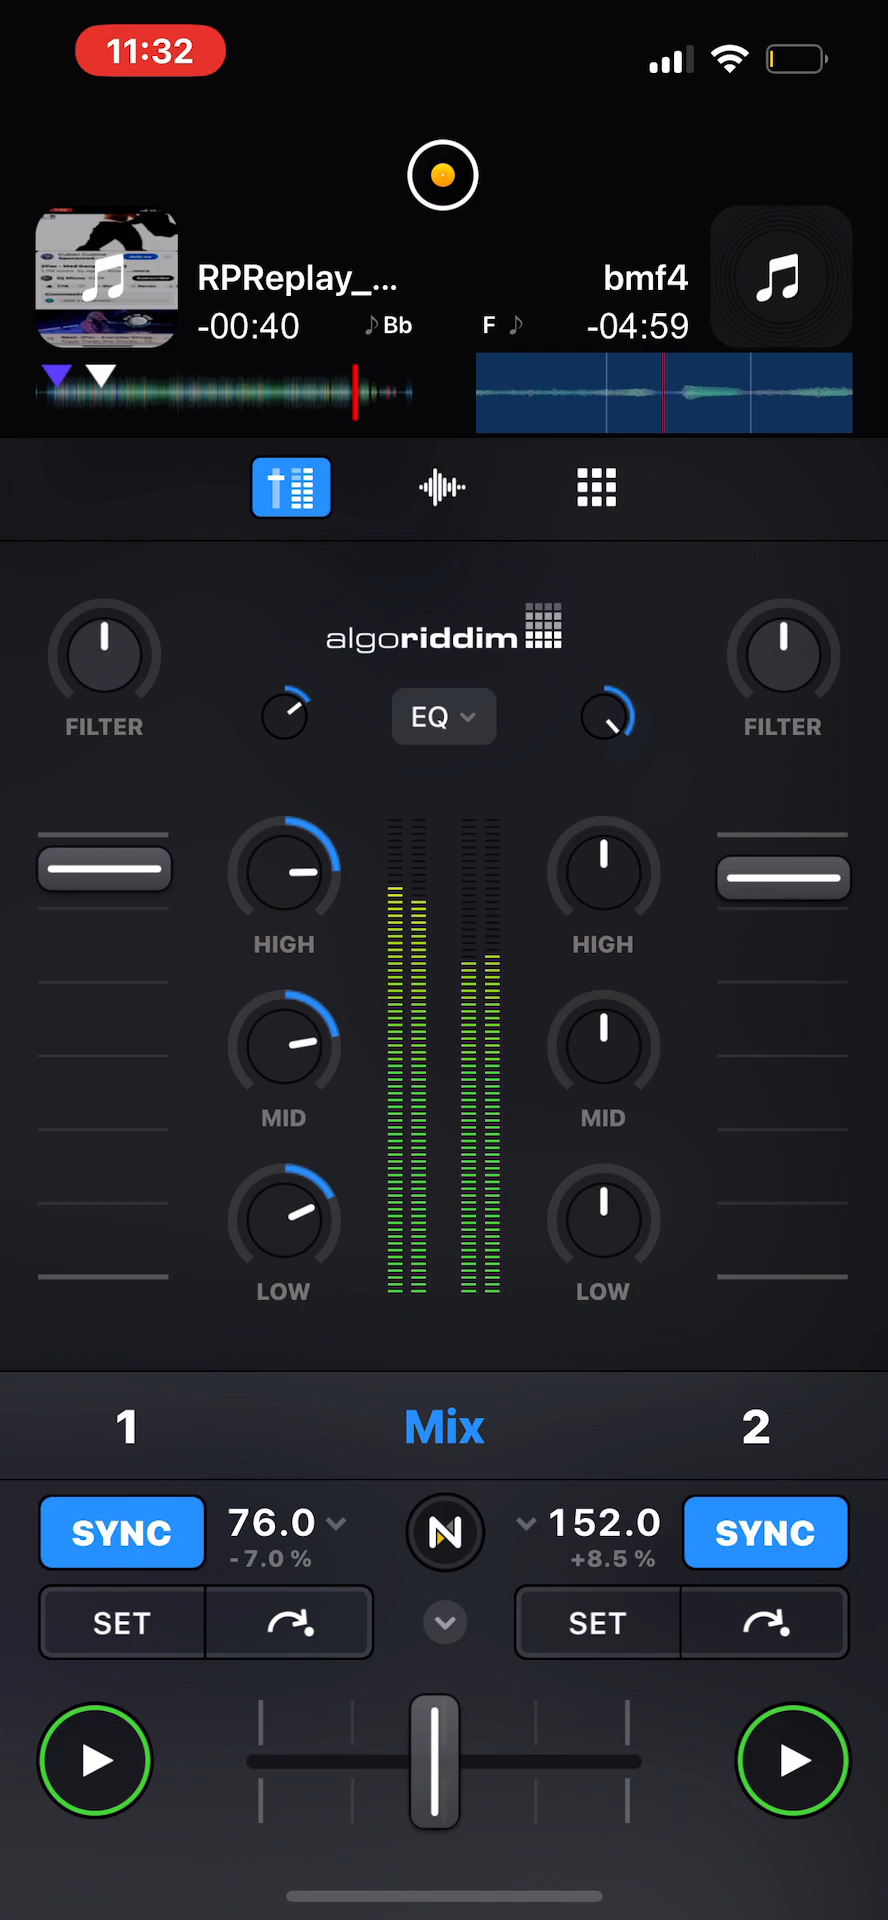 11:32
RPReplay_...
bmf4
-00:40
Bb
F
-04:59
algoriddim
FILTER
EQ
FILTER
HIGH
HIGH
MID
MID
LOW
LOW
1
Mix
2
SYNC
76.0
-7.0 %
N
152.0
+8.5 %
SYNC
SET
SET